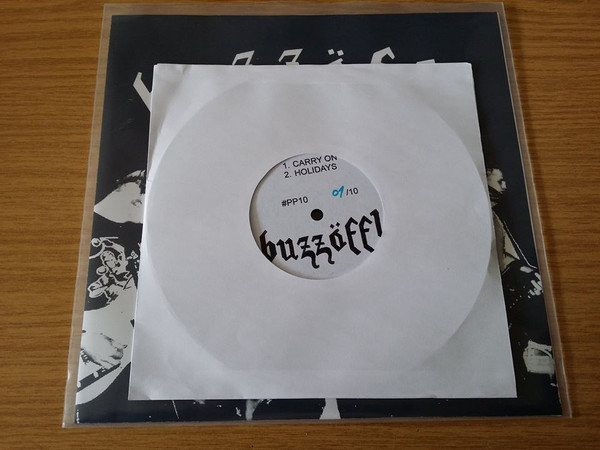 1. CARRY ON
2. HOLIDAYS
#PP10 01/10
buzzöff!